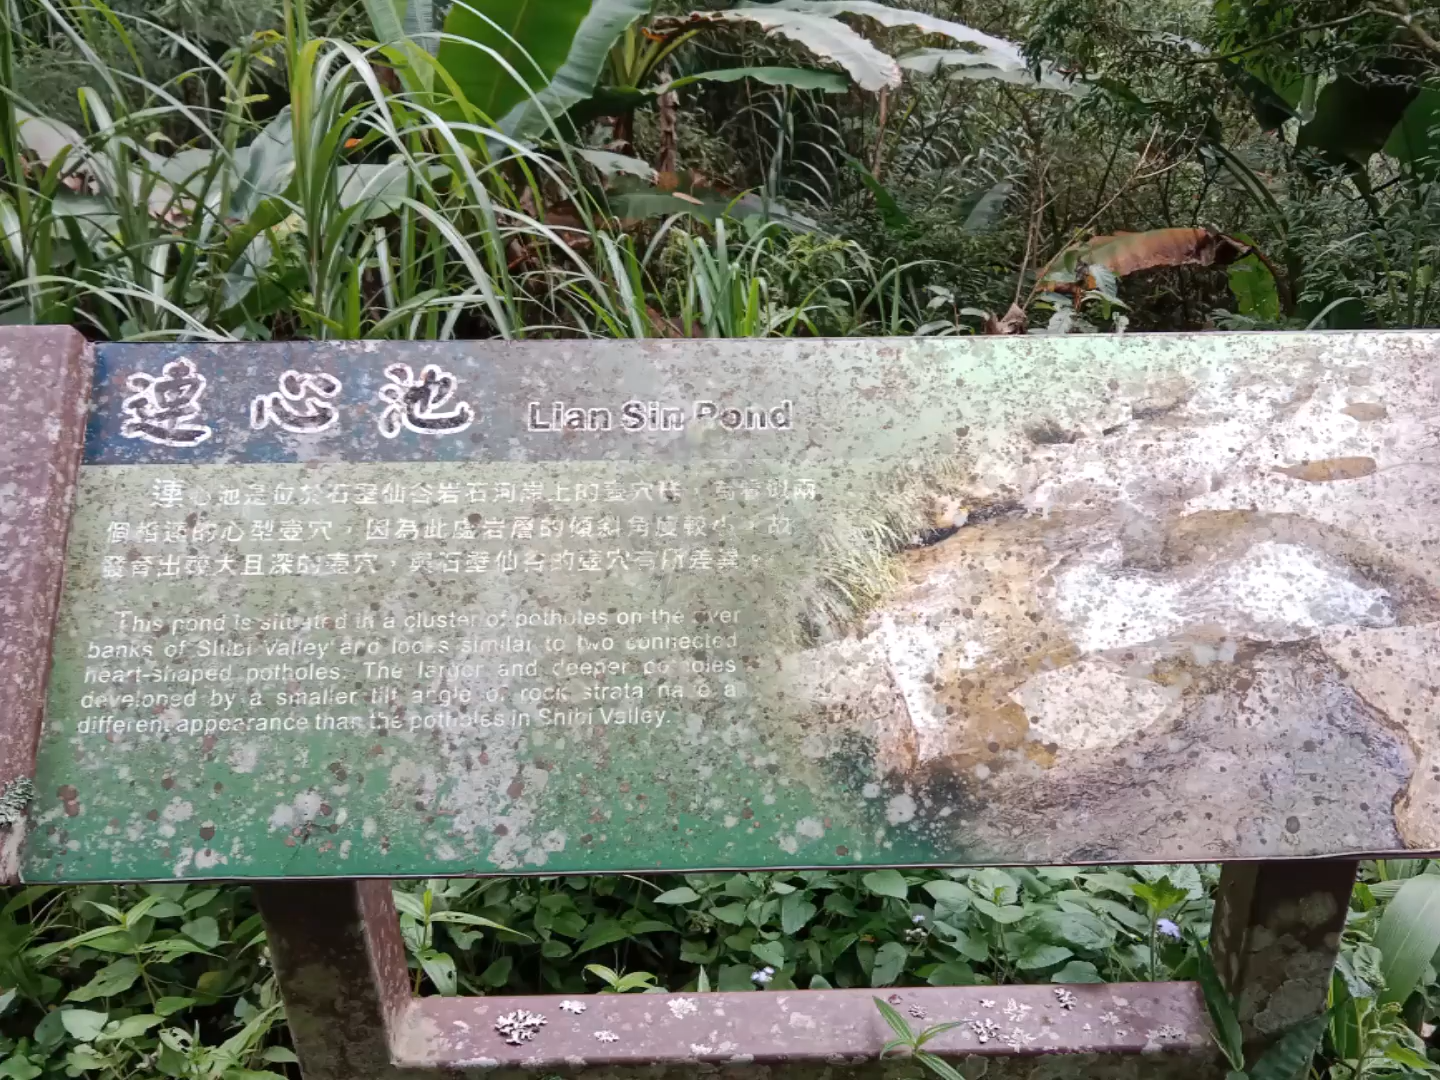 連心池 Lian Sin Pond
連心池是位於石壁仙谷岩石河岸上的壺穴 兩
個相連的心型壺穴,因為此處岩層的傾斜角度較小,故
發育出較大且深的壺穴,與石壁仙谷的壺穴有所差異。
This pond is situated in a cluster of potholes on the river
banks of Shibi Valley and looks similar to two connected
heart-shaped potholes. The larger and deeper potholes
developed by a smaller tilt angle of rock strata have a
different appearance than the potholes in Shibi Valley.